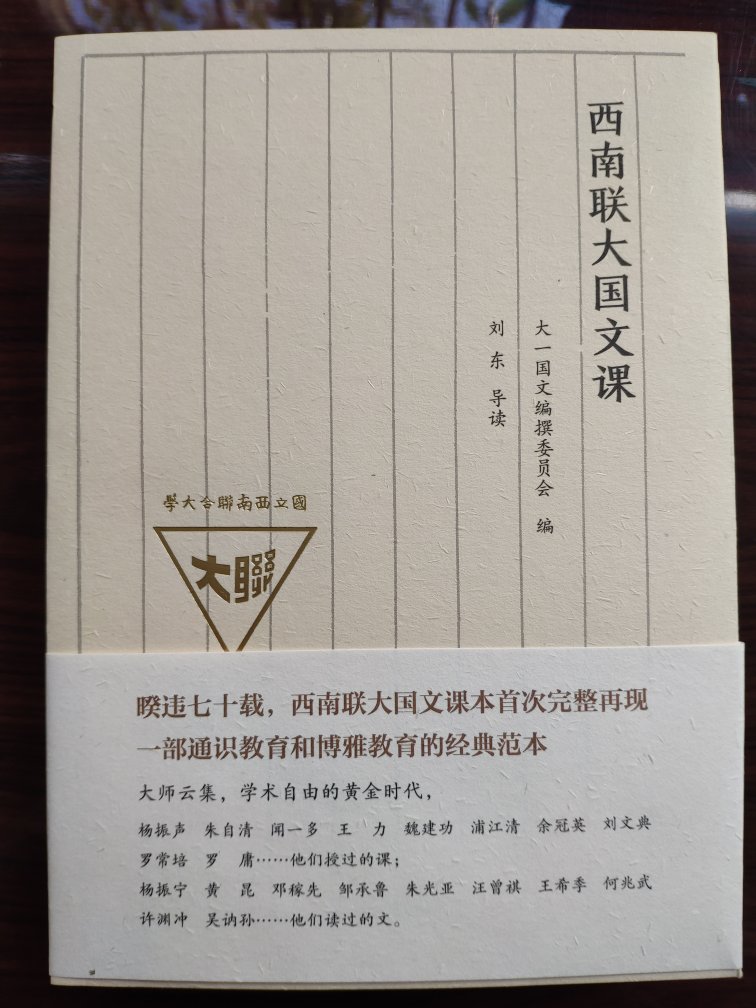 西南联大国文课
大一国文编撰委员会 编
刘东 导读
學大合聯南西立國
大聯
暌违七十载，西南联大国文课本首次完整再现
一部通识教育和博雅教育的经典范本
大师云集，学术自由的黄金时代，
杨振声 朱自清 闻一多 王 力 魏建功 浦江清 余冠英 刘文典
罗常培 罗 庸……他们授过的课；
杨振宁 黄 昆 邓稼先 邹承鲁 朱光亚 汪曾祺 王希季 何兆武
许渊冲 吴讷孙……他们读过的文。